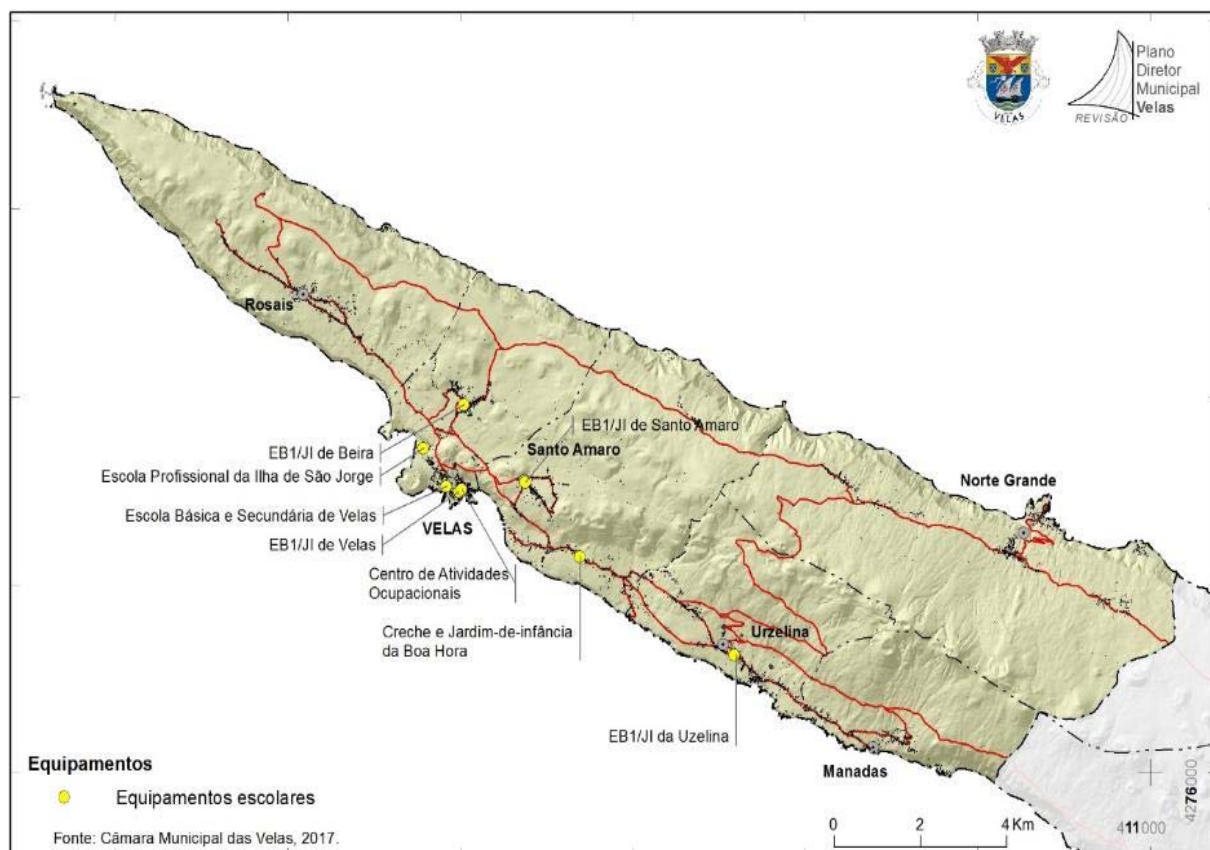 Plano
Diretor
Municipal
Velas
REVISÃO
VELAS
Rosais
EB1/JI de Beira
EB1/JI de Santo Amaro
Santo Amaro
Escola Profissional da Ilha de São Jorge
Norte Grande
Escola Básica e Secundária de Velas
VELAS
EB1/JI de Velas
Centro de Atividades
Ocupacionais
Creche e Jardim-de-infância
da Boa Hora
Urzelina
EB1/JI da Uzelina
Manadas
Equipamentos
Equipamentos escolares
Fonte: Câmara Municipal das Velas, 2017.
0 2 4 Km
411000
4276000